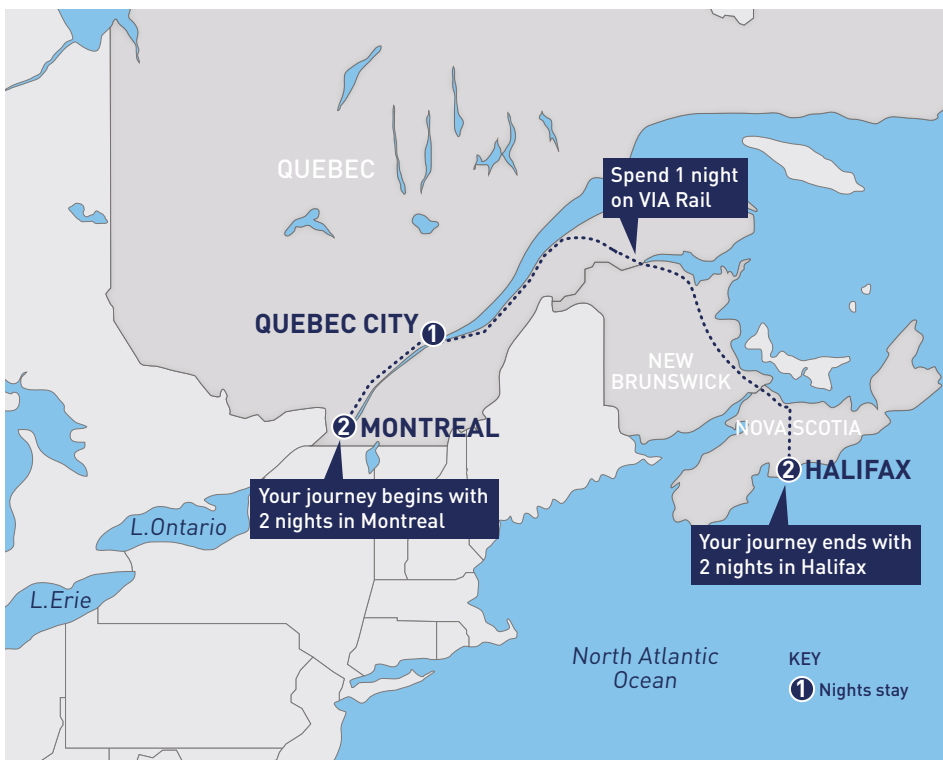 QUEBEC
Spend 1 night
on VIA Rail
QUEBEC CITY
1
NEW
BRUNSWICK
2
MONTREAL
NOVA SCOTIA
2
HALIFAX
Your journey begins with
2 nights in Montreal
L.Ontario
Your journey ends with
2 nights in Halifax
L.Erie
North Atlantic
Ocean
KEY
1 Nights stay